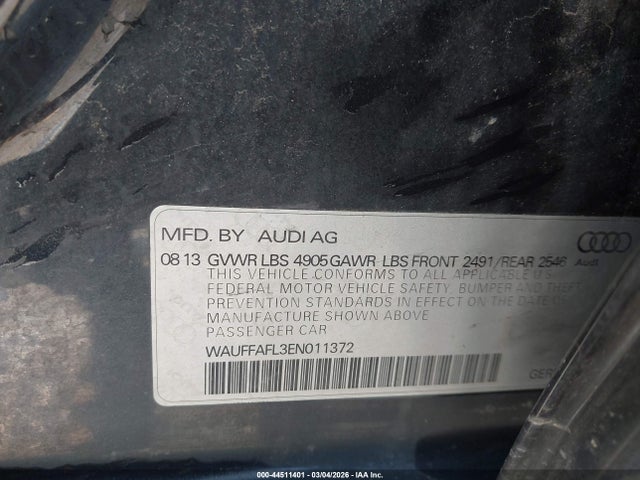 MFD. BY AUDI AG
08 13 GVWR LBS 4905 GAWR LBS FRONT 2491/REAR 2546
Audi
THIS VEHICLE CONFORMS TO ALL APPLICABLE U.S.
FEDERAL MOTOR VEHICLE SAFETY, BUMPER AND THEFT
PREVENTION STANDARDS IN EFFECT ON THE DATE OF
MANUFACTURE SHOWN ABOVE
PASSENGER CAR
WAUFFAFL3EN011372
000-44511401 - 03/04/2026 - IAA Inc.